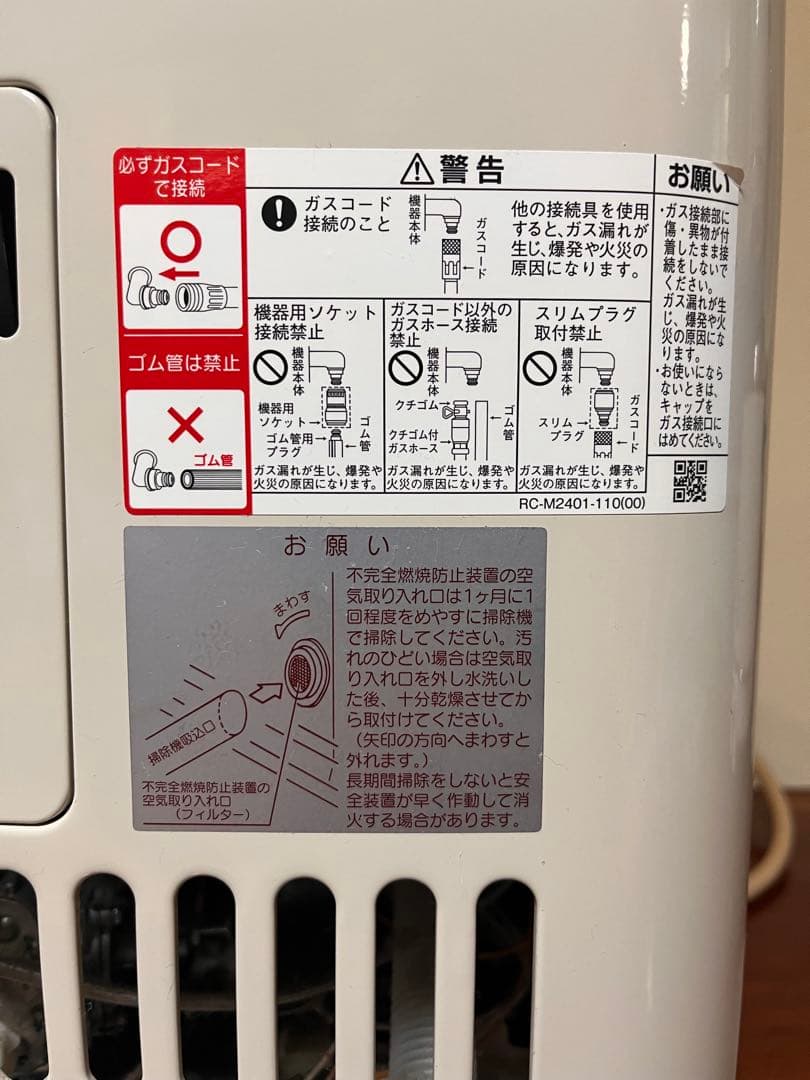 必ずガスコード
で接続
ゴム管は禁止
ゴム管
警告
ガスコード
接続のこと
機器本体
ガスコード
他の接続具を使用
すると、ガス漏れが
生じ、爆発や火災の
原因になります。
機器用ソケット
接続禁止
機器本体
機器用
ソケット
ゴム管用
プラグ
ゴム管
ガス漏れが生じ、爆発や
火災の原因になります。
ガスコード以外の
ガスホース接続
禁止
機器本体
クチゴム
クチゴム付
ガスホース
ゴム管
ガス漏れが生じ、爆発や
火災の原因になります。
スリムプラグ
取付禁止
機器本体
スリム
プラグ
ガスコード
ガス漏れが生じ、爆発や
火災の原因になります。
RC-M2401-110(00)
お願い
・ガス接続部に
傷・異物が付
着したまま接
続をしないで
ください。
ガス漏れが生
じ、爆発や火
災の原因にな
ります。
・お使いになら
ないときは、
キャップを
ガス接続口に
はめてください。
お願い
まわす
掃除機吸込口
不完全燃焼防止装置の
空気取り入れ口
(フィルター)
不完全燃焼防止装置の空
気取り入れ口は1ヶ月に1
回程度をめやすに掃除機
で掃除してください。汚
れのひどい場合は空気取
り入れ口を外し水洗いし
た後、十分乾燥させてか
ら取付けてください。
(矢印の方向へまわすと
外れます。)
長期間掃除をしないと安
全装置が早く作動して消
火する場合があります。